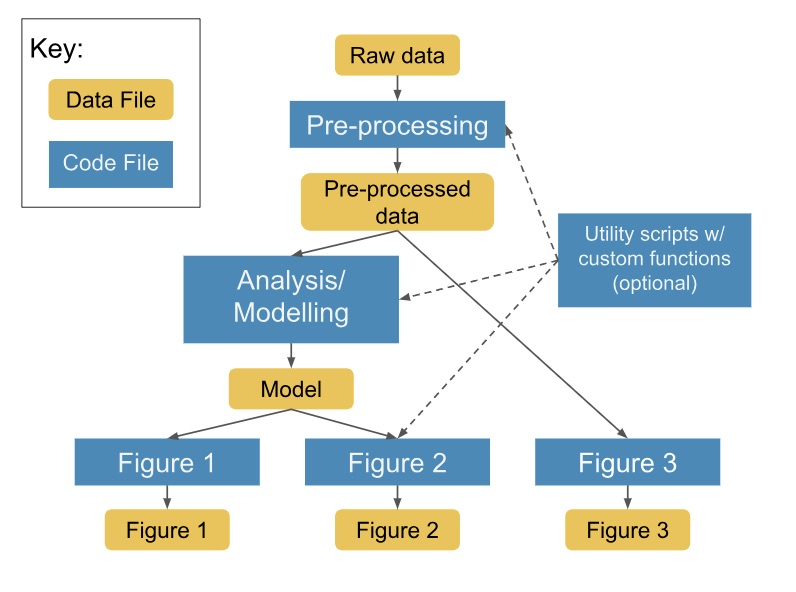 Key:
Data File
Code File
Raw data
Pre-processing
Pre-processed
data
Utility scripts w/
custom functions
(optional)
Analysis/
Modelling
Model
Figure 1
Figure 2
Figure 3
Figure 1
Figure 2
Figure 3